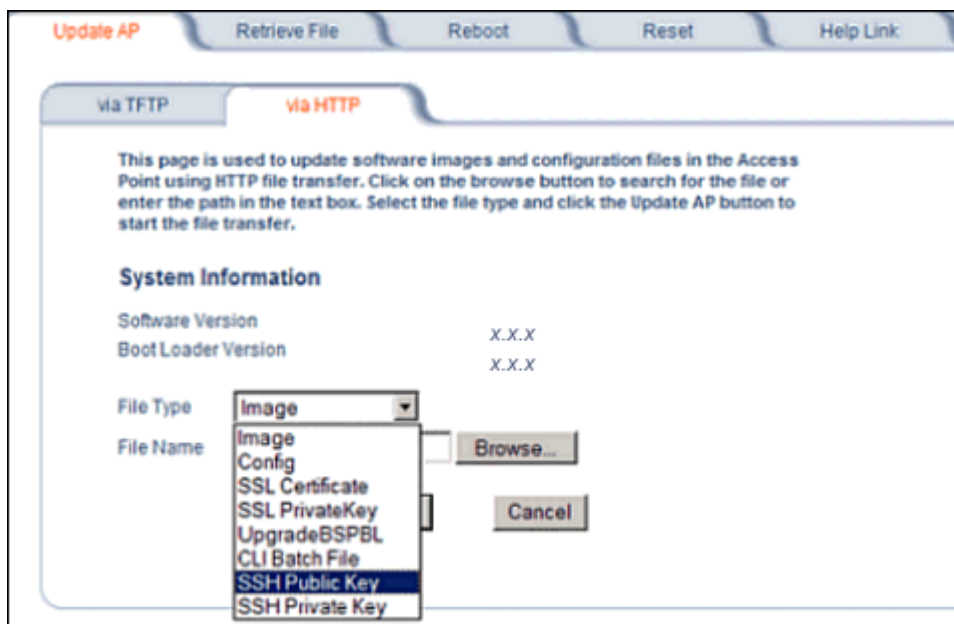 Update AP
Retrieve File
Reboot
Reset
Help Link
via TFTP
via HTTP
This page is used to update software images and configuration files in the Access
Point using HTTP file transfer. Click on the browse button to search for the file or
enter the path in the text box. Select the file type and click the Update AP button to
start the file transfer.
System Information
Software Version
x.x.x
Boot Loader Version
x.x.x
File Type
Image
File Name
Browse...
Image
Config
SSL Certificate
SSL PrivateKey
UpgradeBSPBL
CLI Batch File
SSH Public Key
SSH Private Key
Cancel